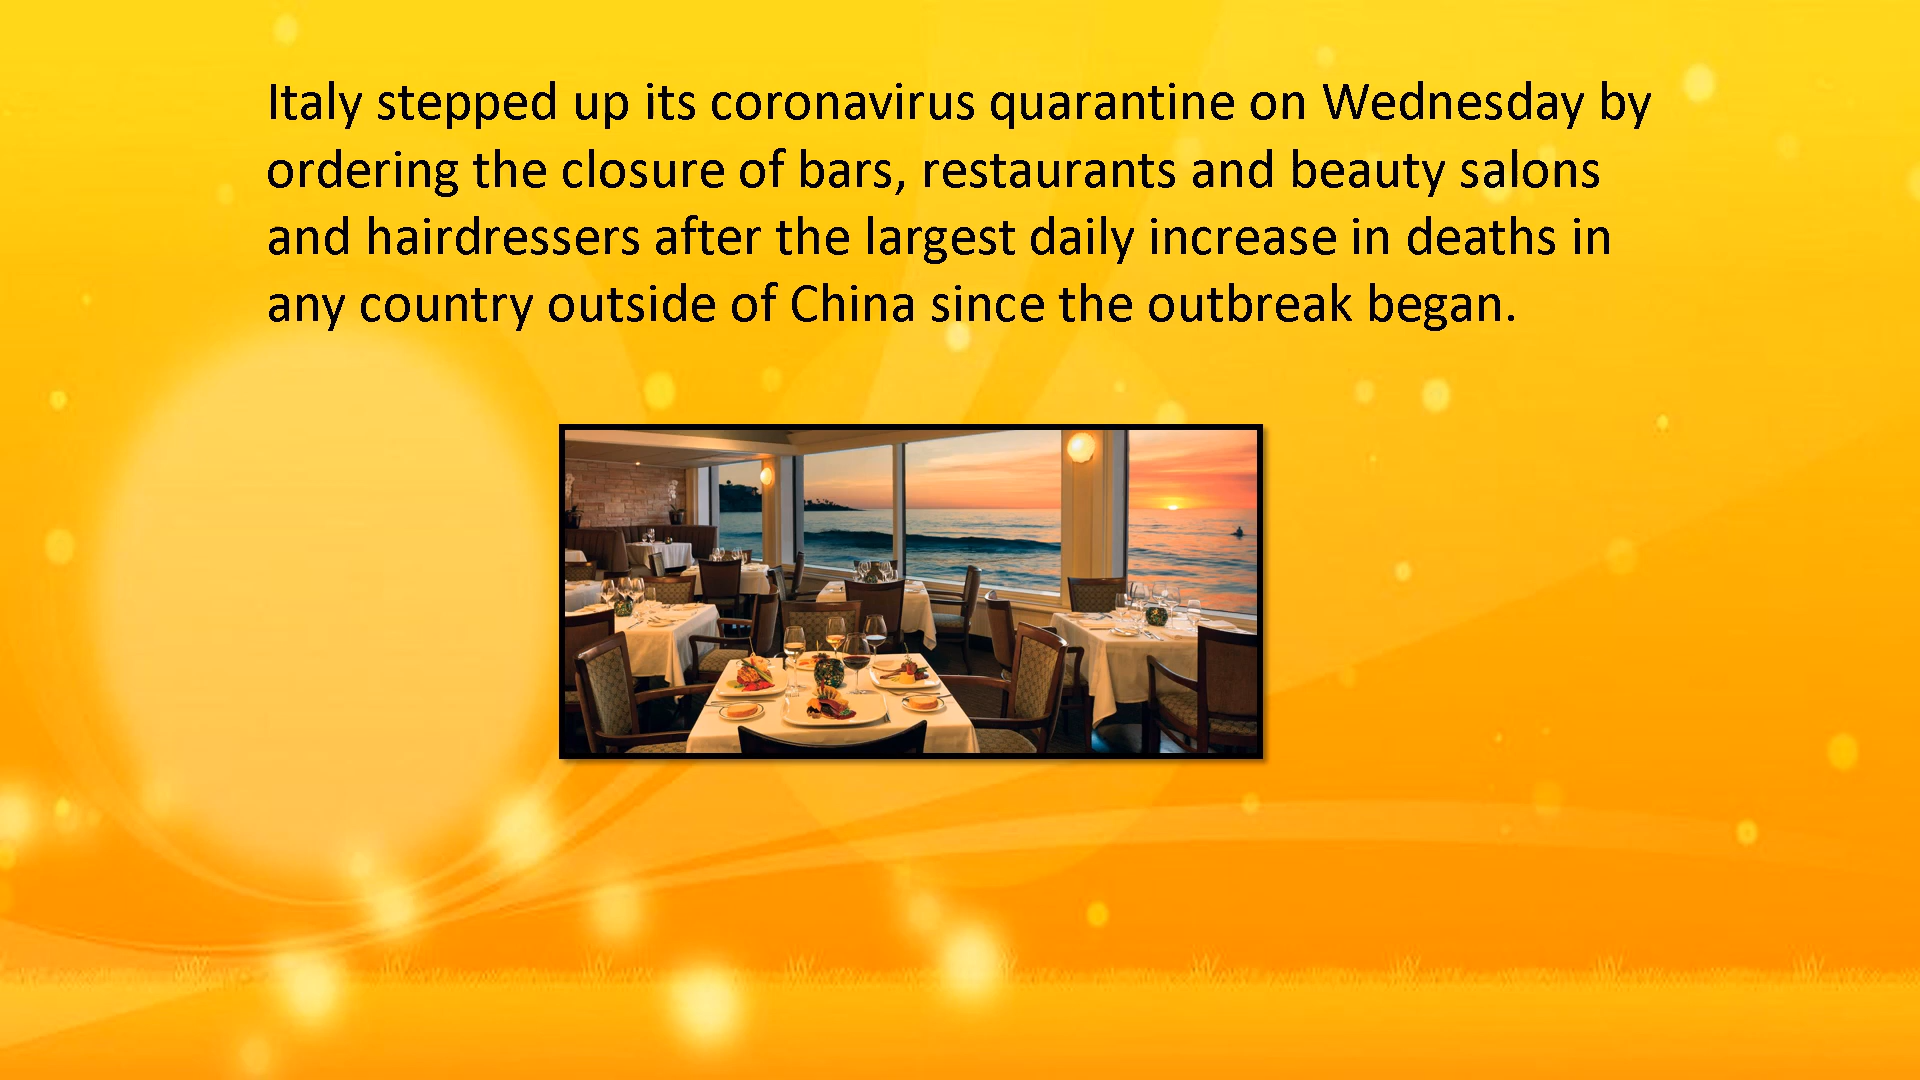 Italy stepped up its coronavirus quarantine on Wednesday by
ordering the closure of bars, restaurants and beauty salons
and hairdressers after the largest daily increase in deaths in
any country outside of China since the outbreak began.